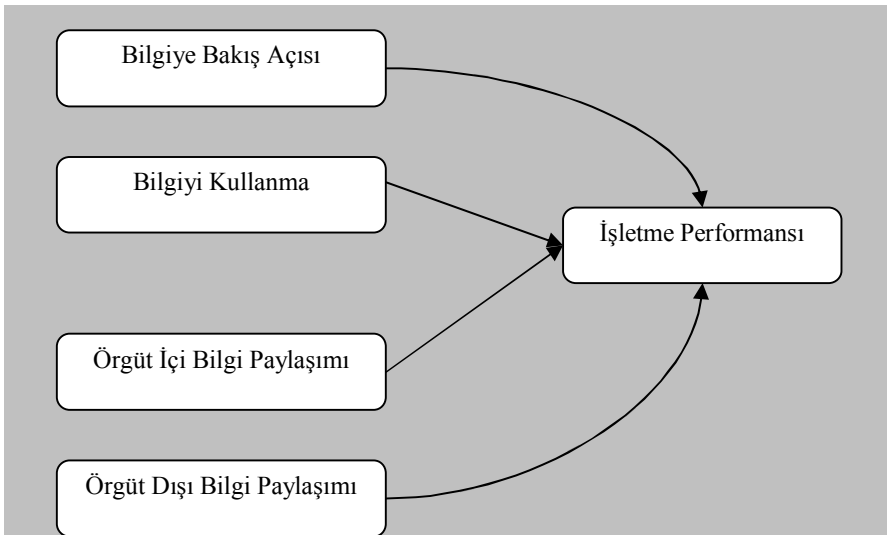 Bilgiye Bakış Açısı
Bilgiyi Kullanma
İşletme Performansı
Örgüt İçi Bilgi Paylaşımı
Örgüt Dışı Bilgi Paylaşımı